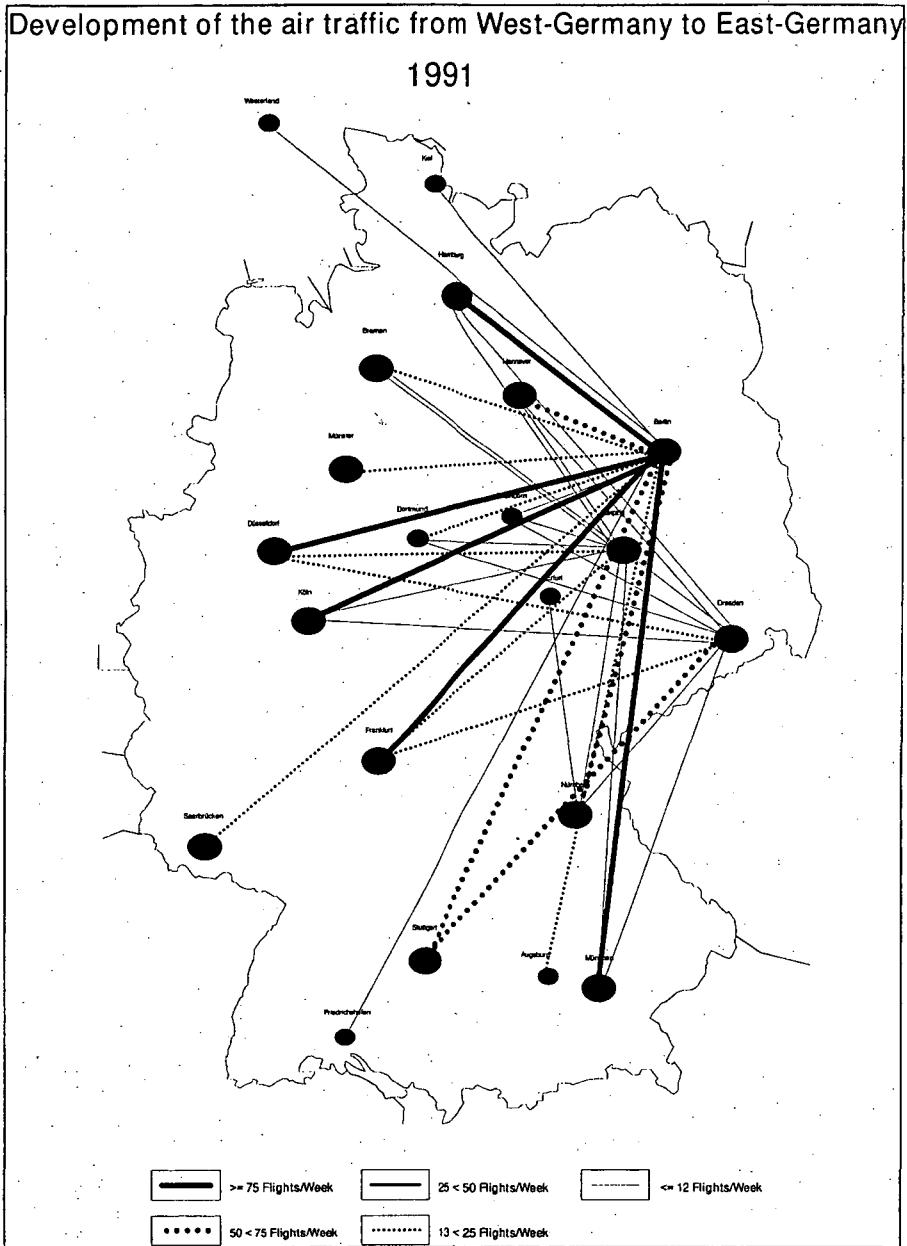 Development of the air traffic from West-Germany to East-Germany
1991
Westerland
Kiel
Hamburg
Bremen
Hannover
Berlin
Münster
Dortmund
Düsseldorf
Köln
Dresden
Frankfurt
Saarbrücken
Stuttgart
Augsburg
Friedrichshafen
>= 75 Flights/Week
25 < 50 Flights/Week
<= 12 Flights/Week
50 < 75 Flights/Week
13 < 25 Flights/Week